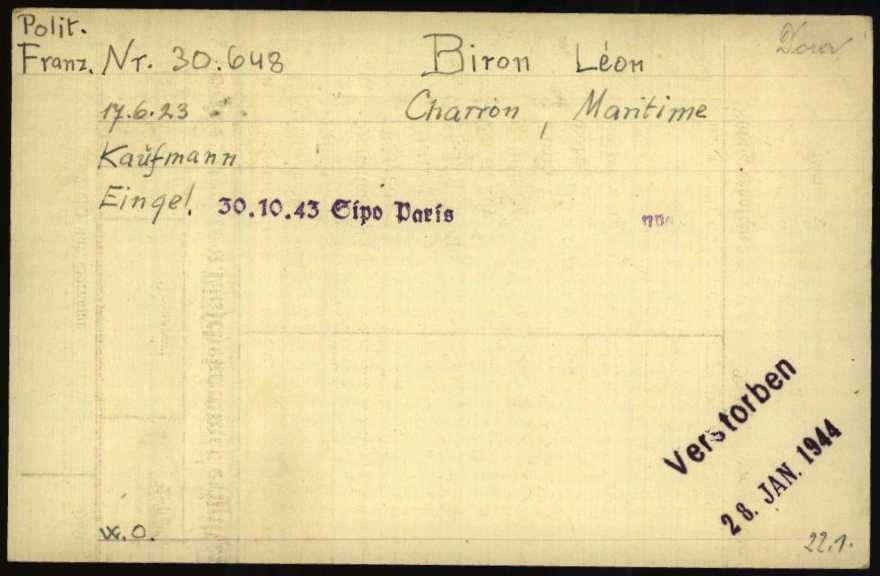 Polit.
Franz. Nr. 30.648 Biron Léon Dora
17.6.23 Charron, Maritime
Kaufmann
Eingel. 30.10.43 Sipo Paris
Verstorben
28. JAN. 1944
22.1.